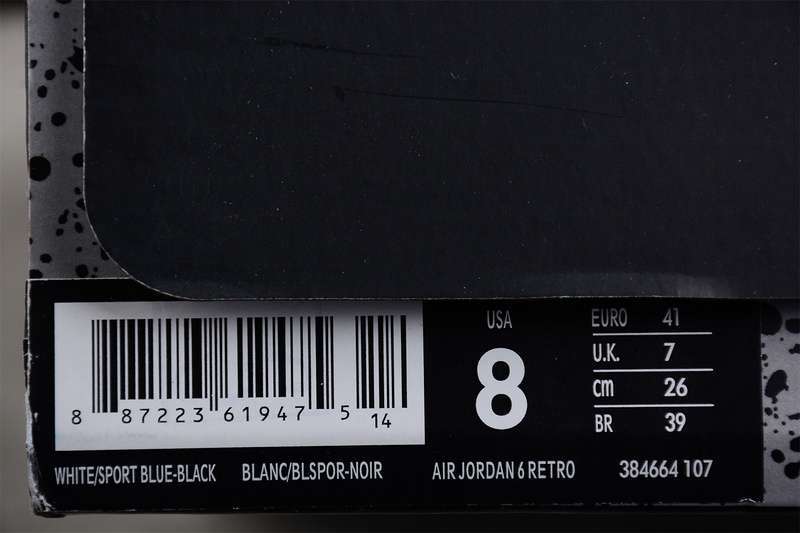 USA
8
EURO 41
U.K. 7
cm 26
BR 39
8 87223 61947 5 14
WHITE/SPORT BLUE-BLACK BLANC/BLSPOR-NOIR AIR JORDAN 6 RETRO 384664 107